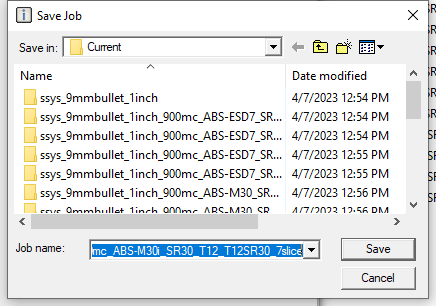 Save Job
Save in: Current
Name Date modified
ssys_9mmbullet_1inch 4/7/2023 12:54 PM
ssys_9mmbullet_1inch_900mc_ABS-ESD7_SR... 4/7/2023 12:54 PM
ssys_9mmbullet_1inch_900mc_ABS-ESD7_SR... 4/7/2023 12:54 PM
ssys_9mmbullet_1inch_900mc_ABS-ESD7_SR... 4/7/2023 12:55 PM
ssys_9mmbullet_1inch_900mc_ABS-ESD7_SR... 4/7/2023 12:55 PM
ssys_9mmbullet_1inch_900mc_ABS-M30_SR... 4/7/2023 12:56 PM
ssys_9mmbullet_1inch_900mc_ABS-M30_SR... 4/7/2023 12:56 PM
Job name: mc_ABS-M30i_SR30_T12_T12SR30_7slice Save
Cancel